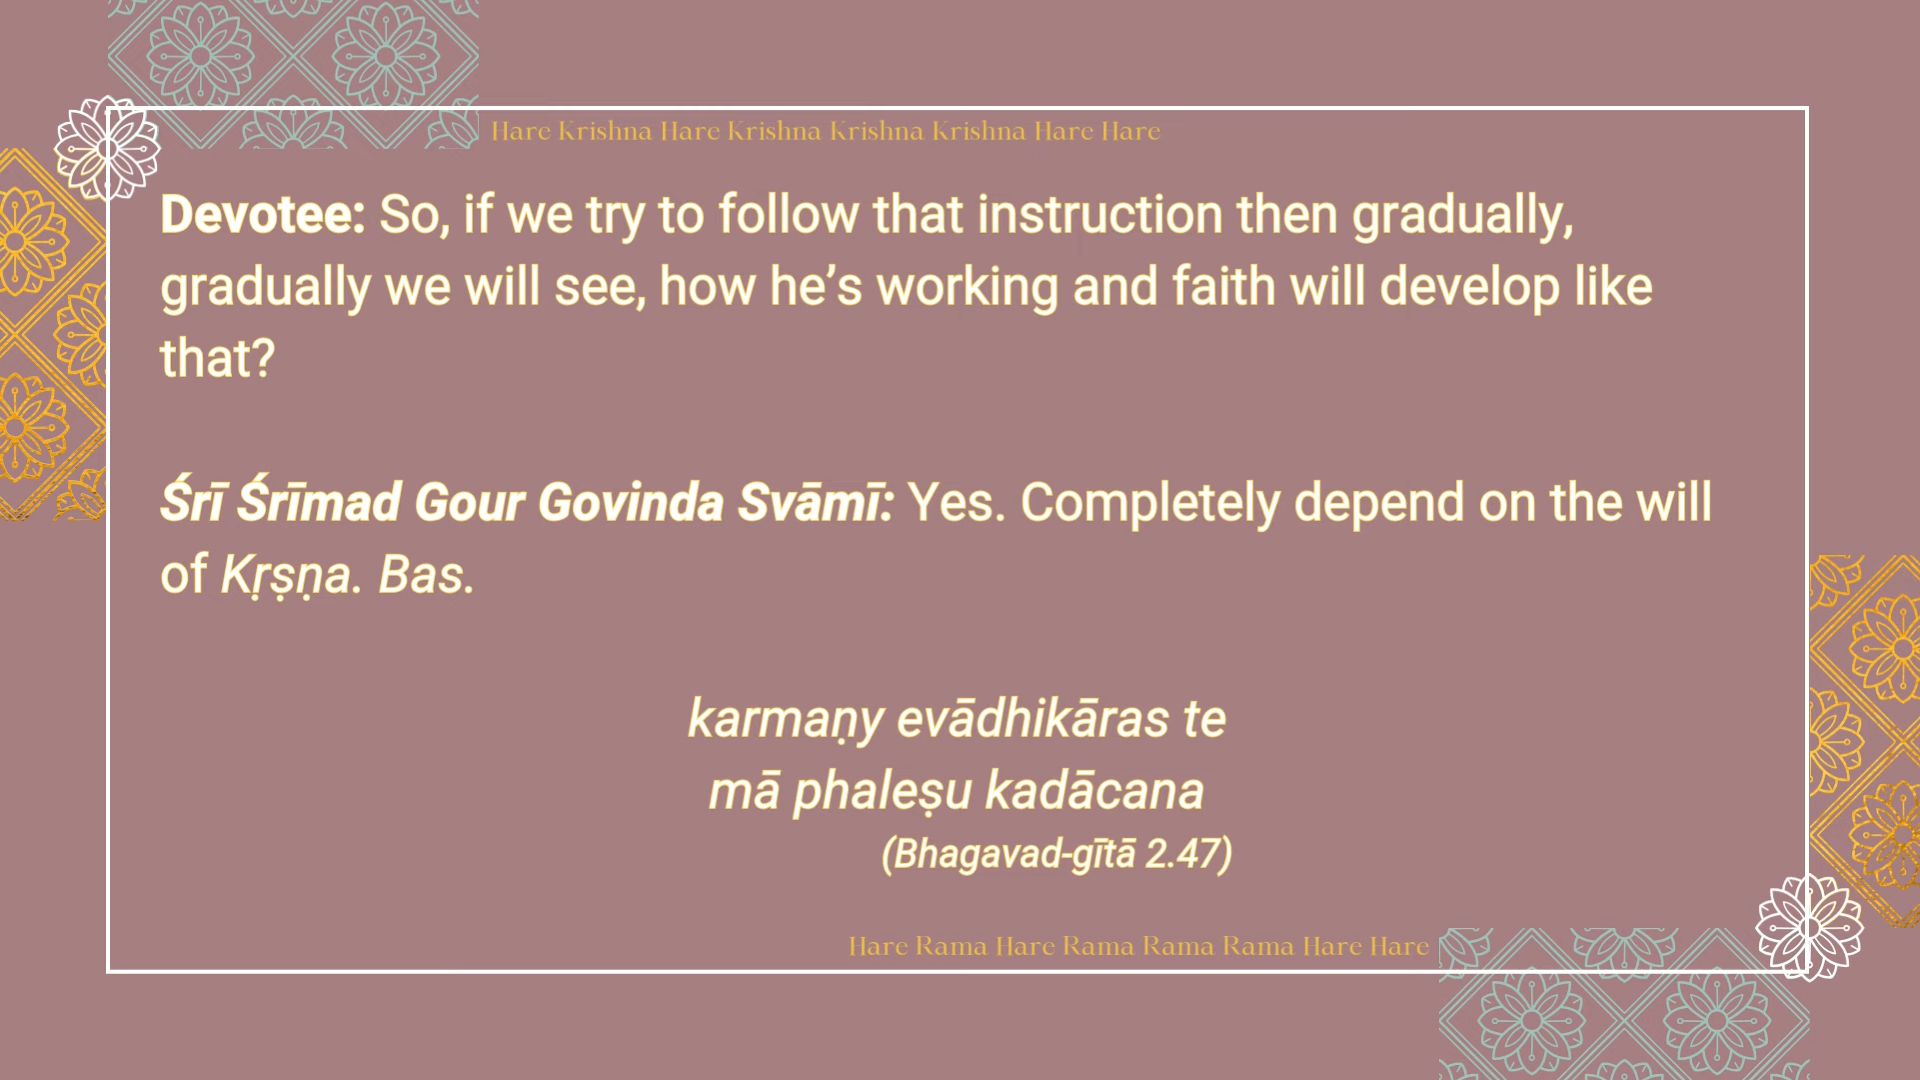 Hare Krishna Hare Krishna Krishna Krishna Hare Hare
Devotee: So, if we try to follow that instruction then gradually,
gradually we will see, how he’s working and faith will develop like
that?
Śrī Śrīmad Gour Govinda Svāmī: Yes. Completely depend on the will
of Kṛṣṇa. Bas.
karmaṇy evādhikāras te
mā phaleṣu kadācana
(Bhagavad-gītā 2.47)
Hare Rama Hare Rama Rama Rama Hare Hare